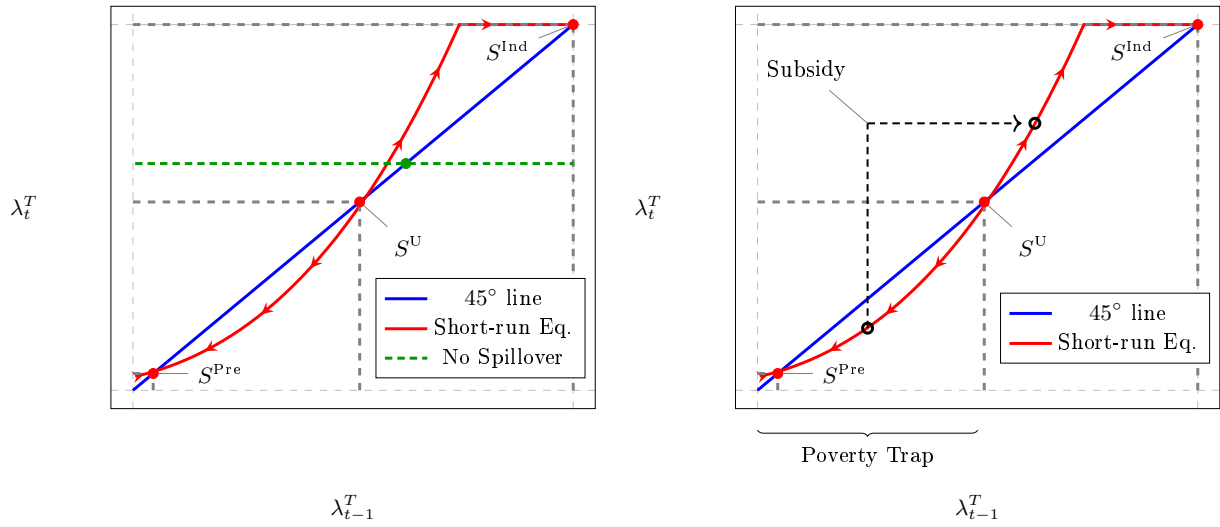 S^Ind
λ_t^T
S^U
45° line
Short-run Eq.
No Spillover
S^Pre
λ_{t−1}^T
S^Ind
Subsidy
λ_t^T
S^U
45° line
Short-run Eq.
S^Pre
Poverty Trap
λ_{t−1}^T